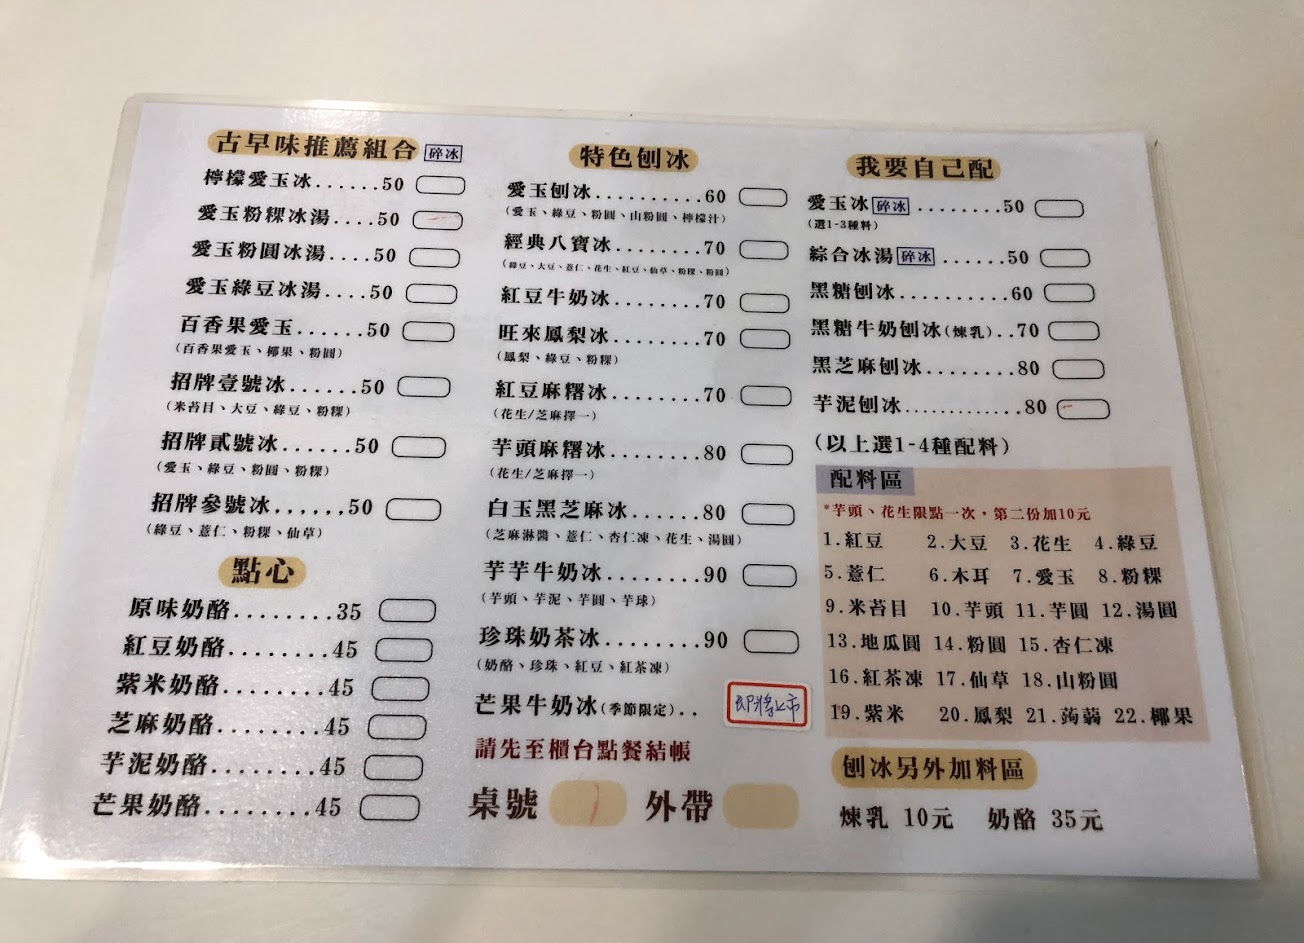 古早味推薦組合 碎冰
檸檬愛玉冰......50
愛玉粉粿冰湯....50
愛玉粉圓冰湯....50
愛玉綠豆冰湯....50
百香果愛玉......50
(百香果愛玉、椰果、粉圓)
招牌壹號冰......50
(米苔目、大豆、綠豆、粉粿)
招牌貳號冰......50
(愛玉、綠豆、粉圓、粉粿)
招牌參號冰......50
(綠豆、薏仁、粉粿、仙草)
點心
原味奶酪........35
紅豆奶酪........45
紫米奶酪........45
芝麻奶酪........45
芋泥奶酪........45
芒果奶酪........45
特色刨冰
愛玉刨冰........60
(愛玉、綠豆、粉圓、山粉圓、檸檬汁)
經典八寶冰.......70
(綠豆、大豆、薏仁、花生、紅豆、仙草、粉粿、粉圓)
紅豆牛奶冰.......70
旺來鳳梨冰.......70
(鳳梨、綠豆、粉粿)
紅豆麻糬冰.......70
(花生/芝麻擇一)
芋頭麻糬冰.......80
(花生/芝麻擇一)
白玉黑芝麻冰......80
(芝麻淋醬、薏仁、杏仁凍、花生、湯圓)
芋芋牛奶冰.......90
(芋頭、芋泥、芋圓、芋球)
珍珠奶茶冰.......90
(奶酪、珍珠、紅豆、紅茶凍)
芒果牛奶冰(季節限定).. 即將上市
請先至櫃台點餐結帳
桌號 外帶
我要自己配
愛玉冰 碎冰 ........50
(選1-3種料)
綜合冰湯 碎冰 ......50
黑糖刨冰..........60
黑糖牛奶刨冰(煉乳)..70
黑芝麻刨冰........80
芋泥刨冰............80
(以上選1-4種配料)
配料區
*芋頭、花生限點一次，第二份加10元
1.紅豆 2.大豆 3.花生 4.綠豆
5.薏仁 6.木耳 7.愛玉 8.粉粿
9.米苔目 10.芋頭 11.芋圓 12.湯圓
13.地瓜圓 14.粉圓 15.杏仁凍
16.紅茶凍 17.仙草 18.山粉圓
19.紫米 20.鳳梨 21.蒟蒻 22.椰果
刨冰另外加料區
煉乳 10元 奶酪 35元